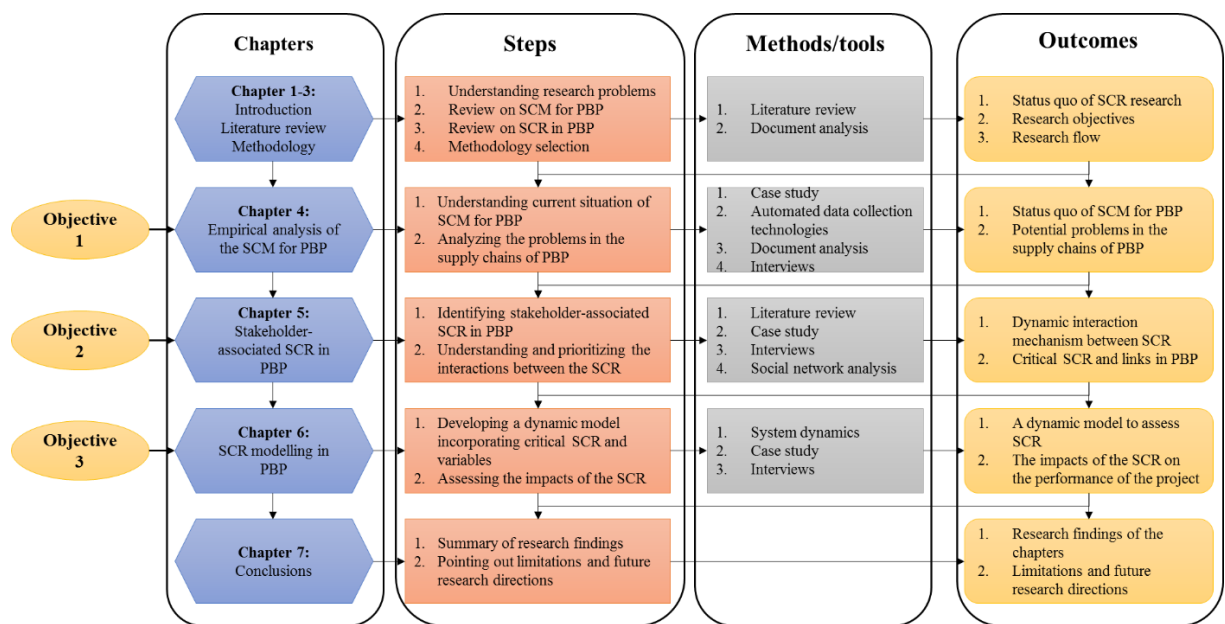 Chapters
Steps
Methods/tools
Outcomes
Chapter 1-3:
Introduction
Literature review
Methodology
1. Understanding research problems
2. Review on SCM for PBP
3. Review on SCR in PBP
4. Methodology selection
1. Literature review
2. Document analysis
1. Status quo of SCR research
2. Research objectives
3. Research flow
Objective
1
Chapter 4:
Empirical analysis of
the SCM for PBP
1. Understanding current situation of
SCM for PBP
2. Analyzing the problems in the
supply chains of PBP
1. Case study
2. Automated data collection
technologies
3. Document analysis
4. Interviews
1. Status quo of SCM for PBP
2. Potential problems in the
supply chains of PBP
Objective
2
Chapter 5:
Stakeholder-
associated SCR in
PBP
1. Identifying stakeholder-associated
SCR in PBP
2. Understanding and prioritizing the
interactions between the SCR
1. Literature review
2. Case study
3. Interviews
4. Social network analysis
1. Dynamic interaction
mechanism between SCR
2. Critical SCR and links in PBP
Objective
3
Chapter 6:
SCR modelling in
PBP
1. Developing a dynamic model
incorporating critical SCR and
variables
2. Assessing the impacts of the SCR
1. System dynamics
2. Case study
3. Interviews
1. A dynamic model to assess
SCR
2. The impacts of the SCR on
the performance of the project
Chapter 7:
Conclusions
1. Summary of research findings
2. Pointing out limitations and future
research directions
1. Research findings of the
chapters
2. Limitations and future
research directions